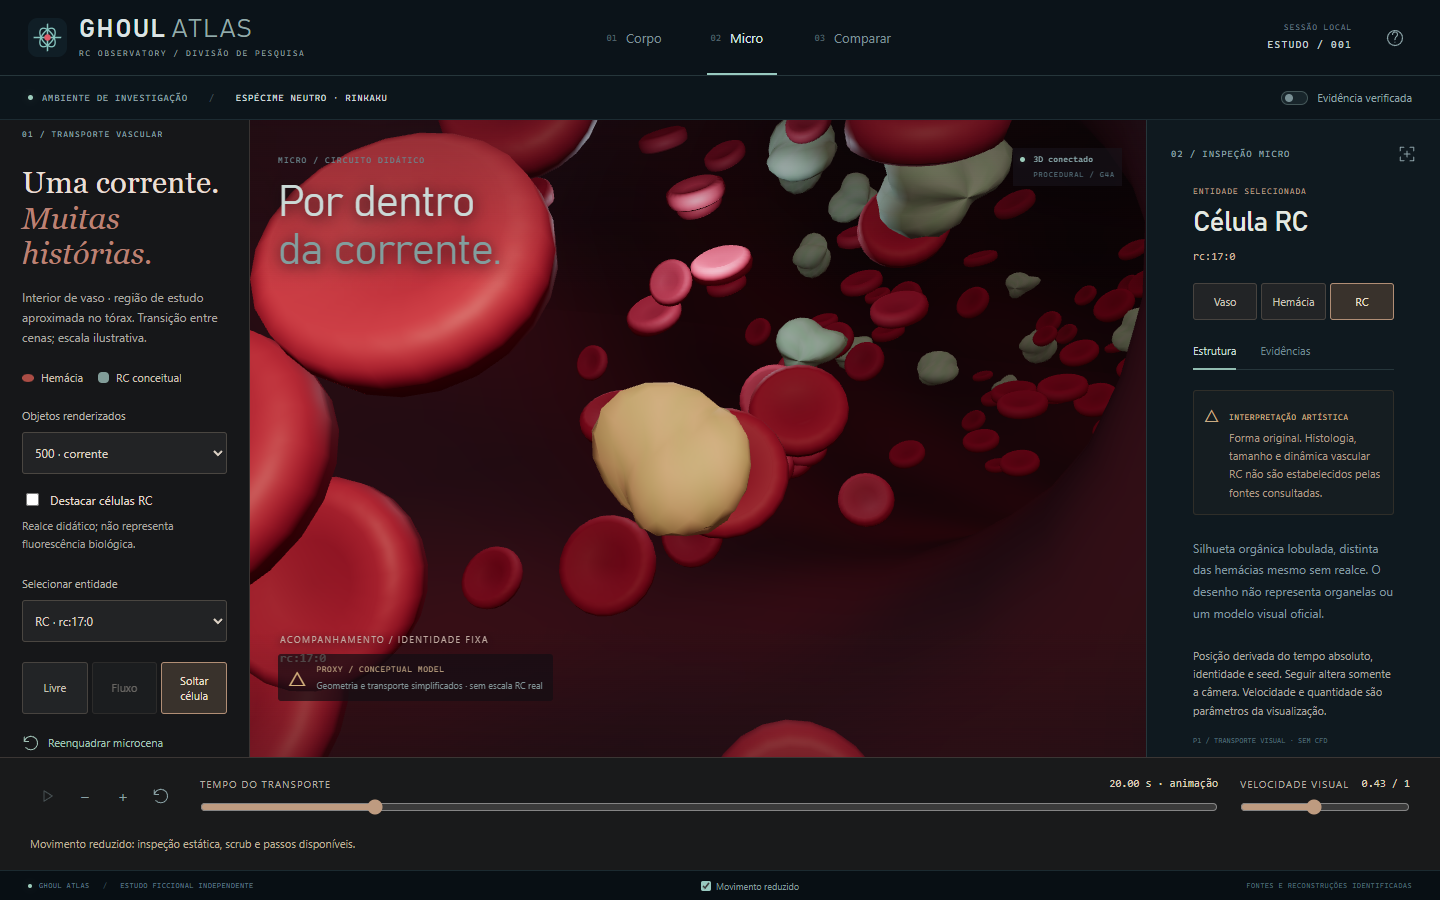 GHOUL ATLAS
RC OBSERVATORY / DIVISÃO DE PESQUISA
01 Corpo
02 Micro
03 Comparar
SESSÃO LOCAL
ESTUDO / 001
AMBIENTE DE INVESTIGAÇÃO / ESPÉCIME NEUTRO · RINKAKU
Evidência verificada
01 / TRANSPORTE VASCULAR
Uma corrente.
Muitas
histórias.
Interior de vaso · região de estudo
aproximada no tórax. Transição entre
cenas; escala ilustrativa.
Hemácia
RC conceitual
Objetos renderizados
500 · corrente
Destacar células RC
Realce didático; não representa
fluorescência biológica.
Selecionar entidade
RC · rc:17:0
Livre
Fluxo
Soltar
célula
Reenquadrar microcena
MICRO / CIRCUITO DIDÁTICO
Por dentro
da corrente.
3D conectado
PROCEDURAL / G4A
ACOMPANHAMENTO / IDENTIDADE FIXA
rc:17:0
PROXY / CONCEPTUAL MODEL
Geometria e transporte simplificados · sem escala RC real
02 / INSPEÇÃO MICRO
ENTIDADE SELECIONADA
Célula RC
rc:17:0
Vaso
Hemácia
RC
Estrutura
Evidências
INTERPRETAÇÃO ARTÍSTICA
Forma original. Histologia,
tamanho e dinâmica vascular
RC não são estabelecidos pelas
fontes consultadas.
Silhueta orgânica lobulada, distinta
das hemácias mesmo sem realce. O
desenho não representa organelas ou
um modelo visual oficial.
Posição derivada do tempo absoluto,
identidade e seed. Seguir altera somente
a câmera. Velocidade e quantidade são
parâmetros da visualização.
P1 / TRANSPORTE VISUAL · SEM CFD
TEMPO DO TRANSPORTE
20.00 s · animação
VELOCIDADE VISUAL
0.43 / 1
Movimento reduzido: inspeção estática, scrub e passos disponíveis.
GHOUL ATLAS / ESTUDO FICCIONAL INDEPENDENTE
Movimento reduzido
FONTES E RECONSTRUÇÕES IDENTIFICADAS